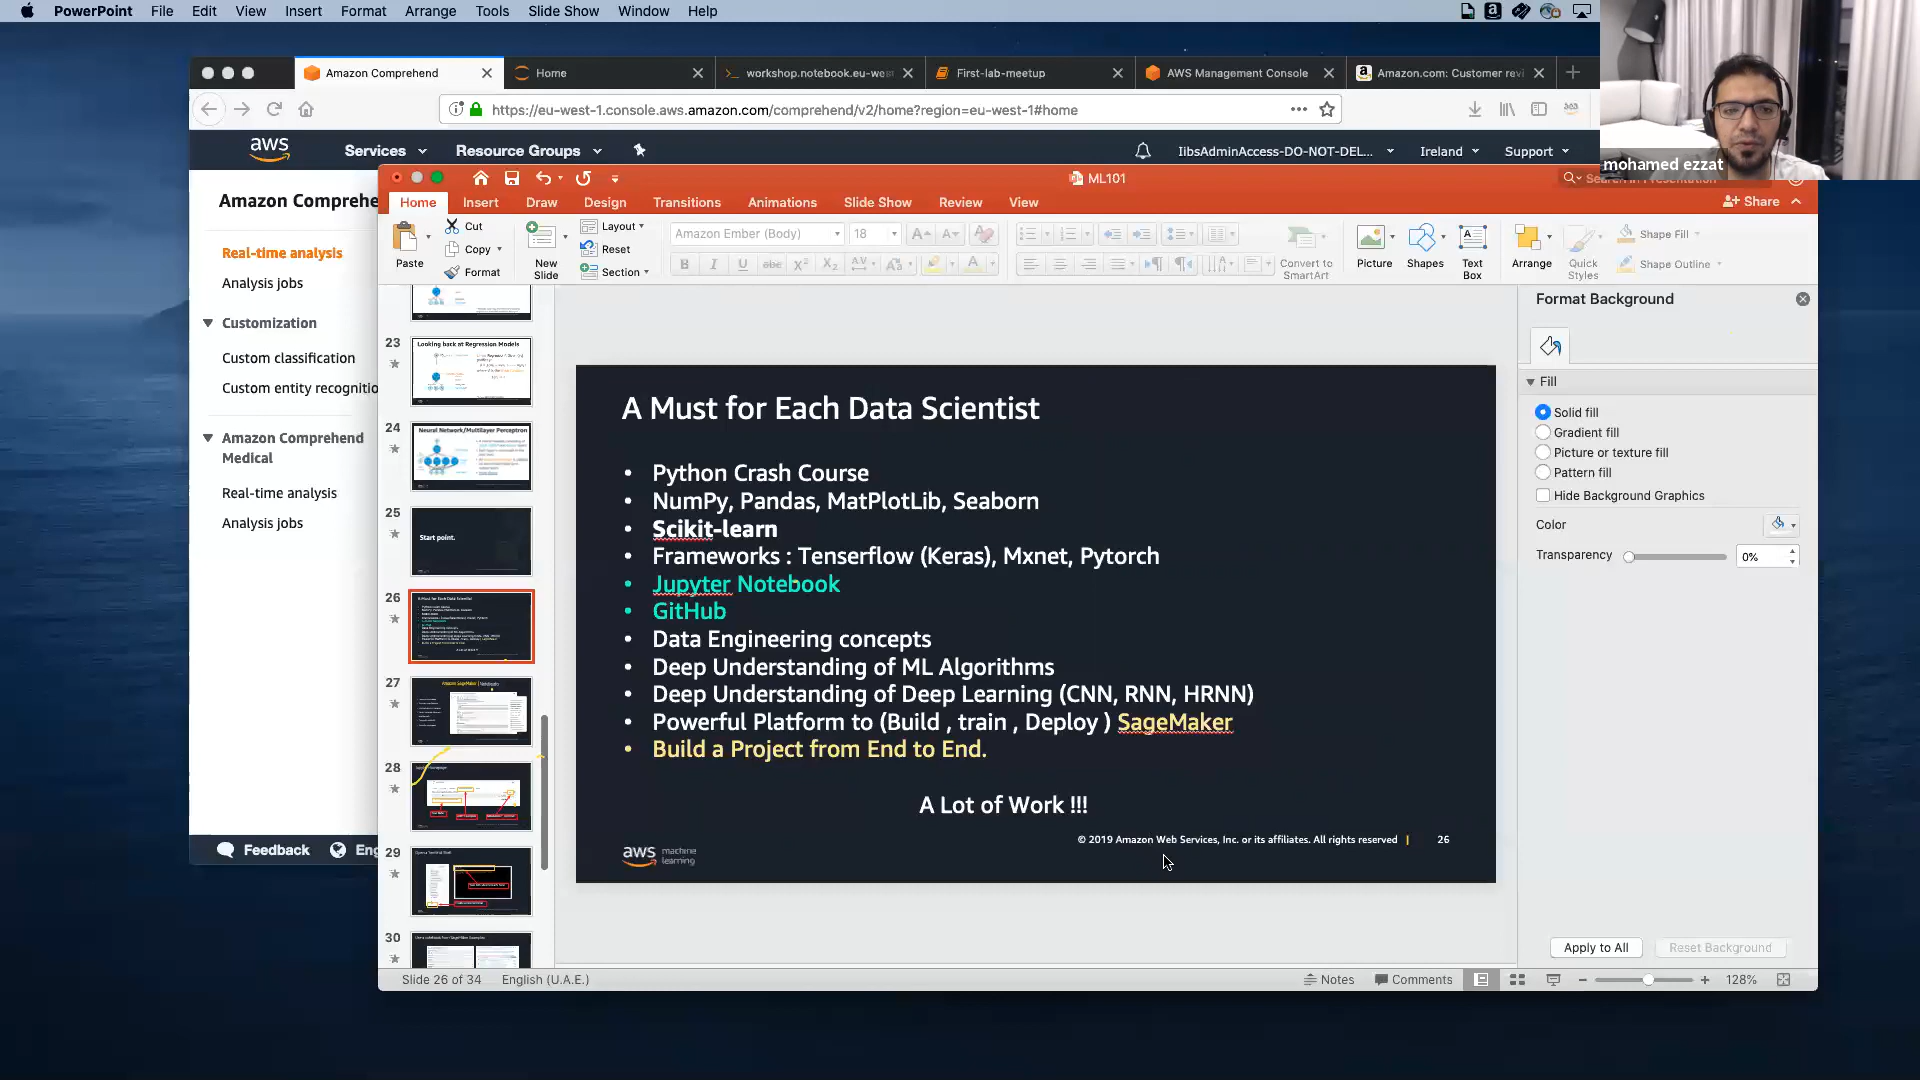 PowerPoint File Edit View Insert Format Arrange Tools Slide Show Window Help
Amazon Comprehend Home workshop.notebook.eu-wes First-lab-meetup AWS Management Console Amazon.com: Customer revi
https://eu-west-1.console.aws.amazon.com/comprehend/v2/home?region=eu-west-1#home
aws Services Resource Groups IibsAdminAccess-DO-NOT-DEL... Ireland Support
mohamed ezzat
Amazon Comprehe
Real-time analysis
Analysis jobs
Customization
Custom classification
Custom entity recognitio
Amazon Comprehend
Medical
Real-time analysis
Analysis jobs
Feedback Eng
ML101
Home Insert Draw Design Transitions Animations Slide Show Review View Share
Paste
Cut
Copy
Format
New
Slide
Layout
Reset
Section
Amazon Ember (Body) 18
Convert to
SmartArt
Picture
Shapes
Text
Box
Arrange
Quick
Styles
Shape Fill
Shape Outline
23
Looking back at Regression Models
24
Neural Network/Multilayer Perceptron
25
Start point.
26
27
Amazon SageMaker | Notebooks
28
29
30
A Must for Each Data Scientist
• Python Crash Course
• NumPy, Pandas, MatPlotLib, Seaborn
• Scikit-learn
• Frameworks : Tenserflow (Keras), Mxnet, Pytorch
• Jupyter Notebook
• GitHub
• Data Engineering concepts
• Deep Understanding of ML Algorithms
• Deep Understanding of Deep Learning (CNN, RNN, HRNN)
• Powerful Platform to (Build , train , Deploy ) SageMaker
• Build a Project from End to End.
A Lot of Work !!!
© 2019 Amazon Web Services, Inc. or its affiliates. All rights reserved | 26
aws machine
learning
Format Background
Fill
Solid fill
Gradient fill
Picture or texture fill
Pattern fill
Hide Background Graphics
Color
Transparency 0%
Apply to All Reset Background
Slide 26 of 34 English (U.A.E.) Notes Comments 128%